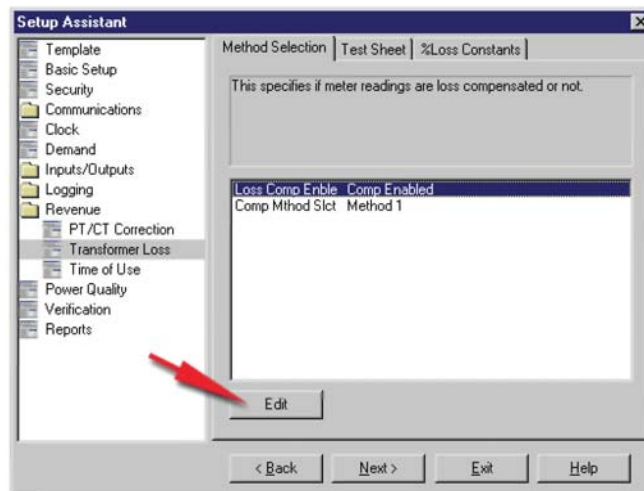 Setup Assistant
Template
Basic Setup
Security
Communications
Clock
Demand
Inputs/Outputs
Logging
Revenue
PT/CT Correction
Transformer Loss
Time of Use
Power Quality
Verification
Reports
Method Selection Test Sheet %Loss Constants
This specifies if meter readings are loss compensated or not.
Loss Comp Enble Comp Enabled
Comp Mthod Slct Method 1
Edit
< Back Next > Exit Help